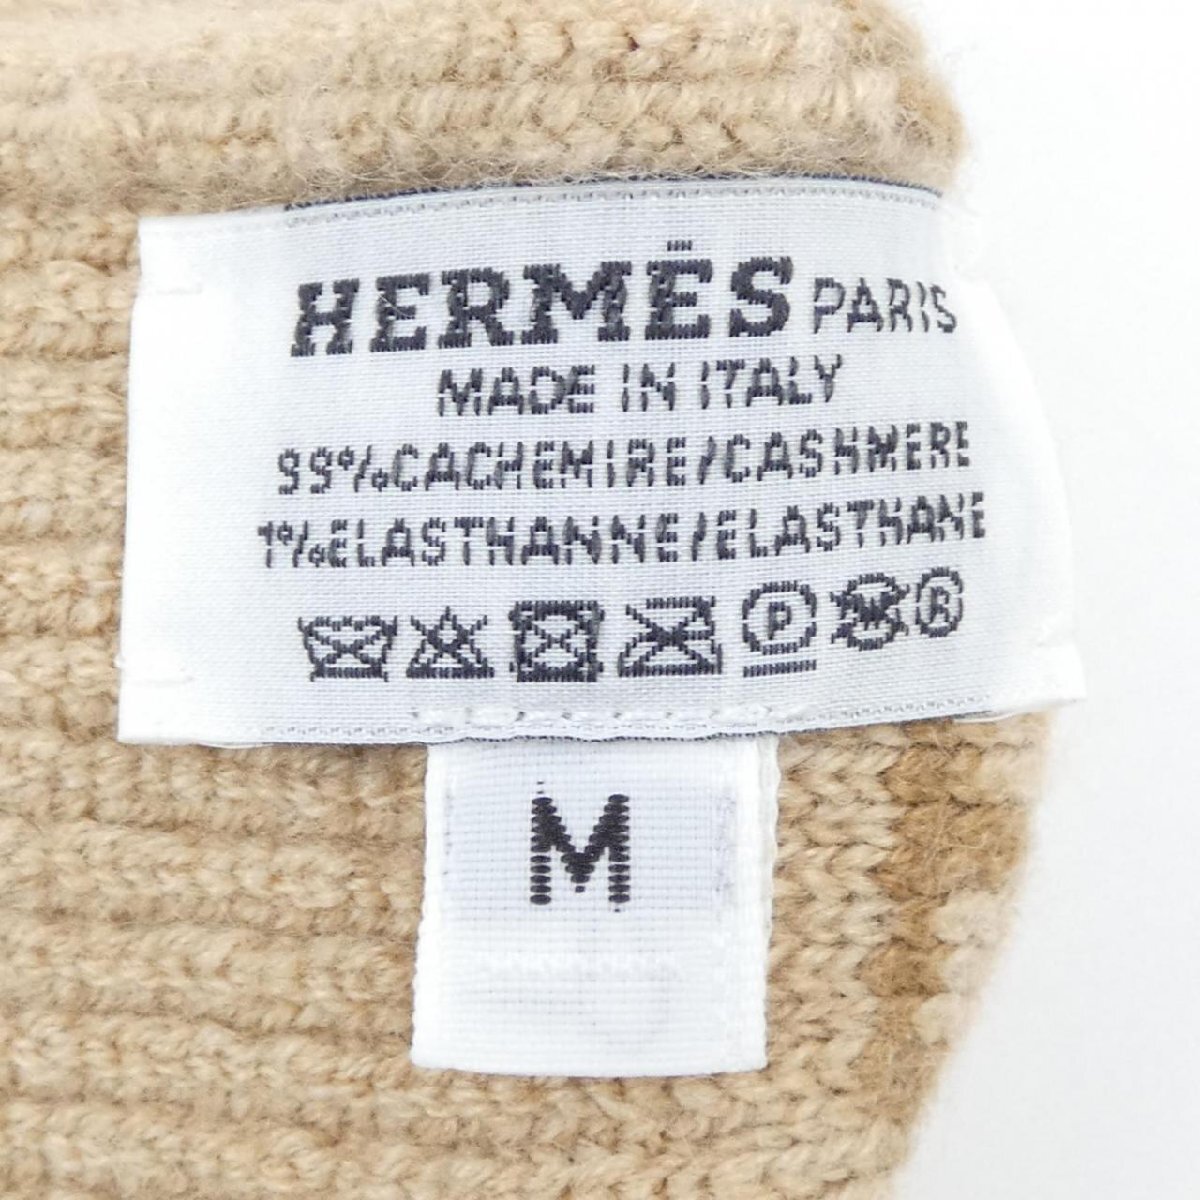 HERMÈS PARIS
MADE IN ITALY
99%CACHEMIRE/CASHMERE
1%ELASTHANNE/ELASTHANE
P W R
M